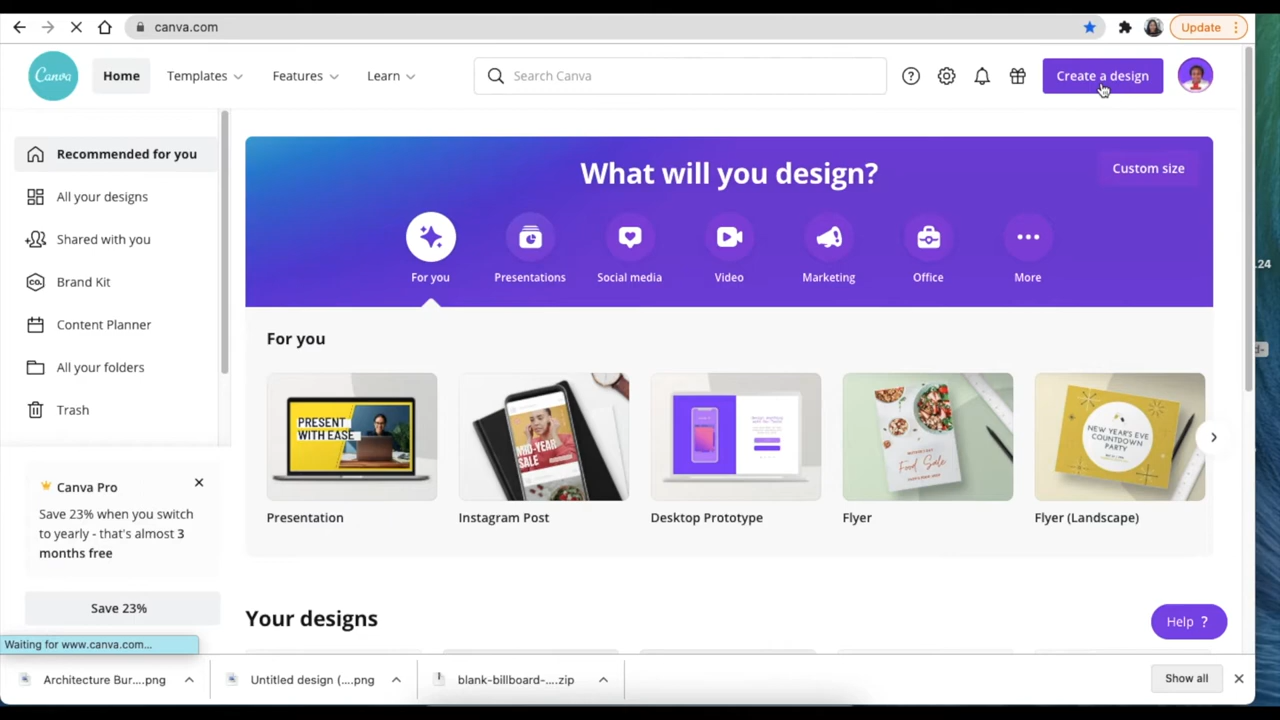 canva.com
Update
Canva
Home
Templates
Features
Learn
Search Canva
Create a design
Recommended for you
All your designs
Shared with you
Brand Kit
CO.
Content Planner
All your folders
Trash
Canva Pro
Save 23% when you switch
to yearly - that's almost 3
months free
Save 23%
What will you design?
Custom size
For you
Presentations
Social media
Video
Marketing
Office
More
For you
PRESENT
WITH EASE
MID-YEAR
SALE
Food Sale
NEW YEAR'S EVE
COUNTDOWN
PARTY
Presentation
Instagram Post
Desktop Prototype
Flyer
Flyer (Landscape)
Your designs
Help ?
.24
d-
Waiting for www.canva.com...
Architecture Bur....png
Untitled design (....png
blank-billboard-....zip
Show all